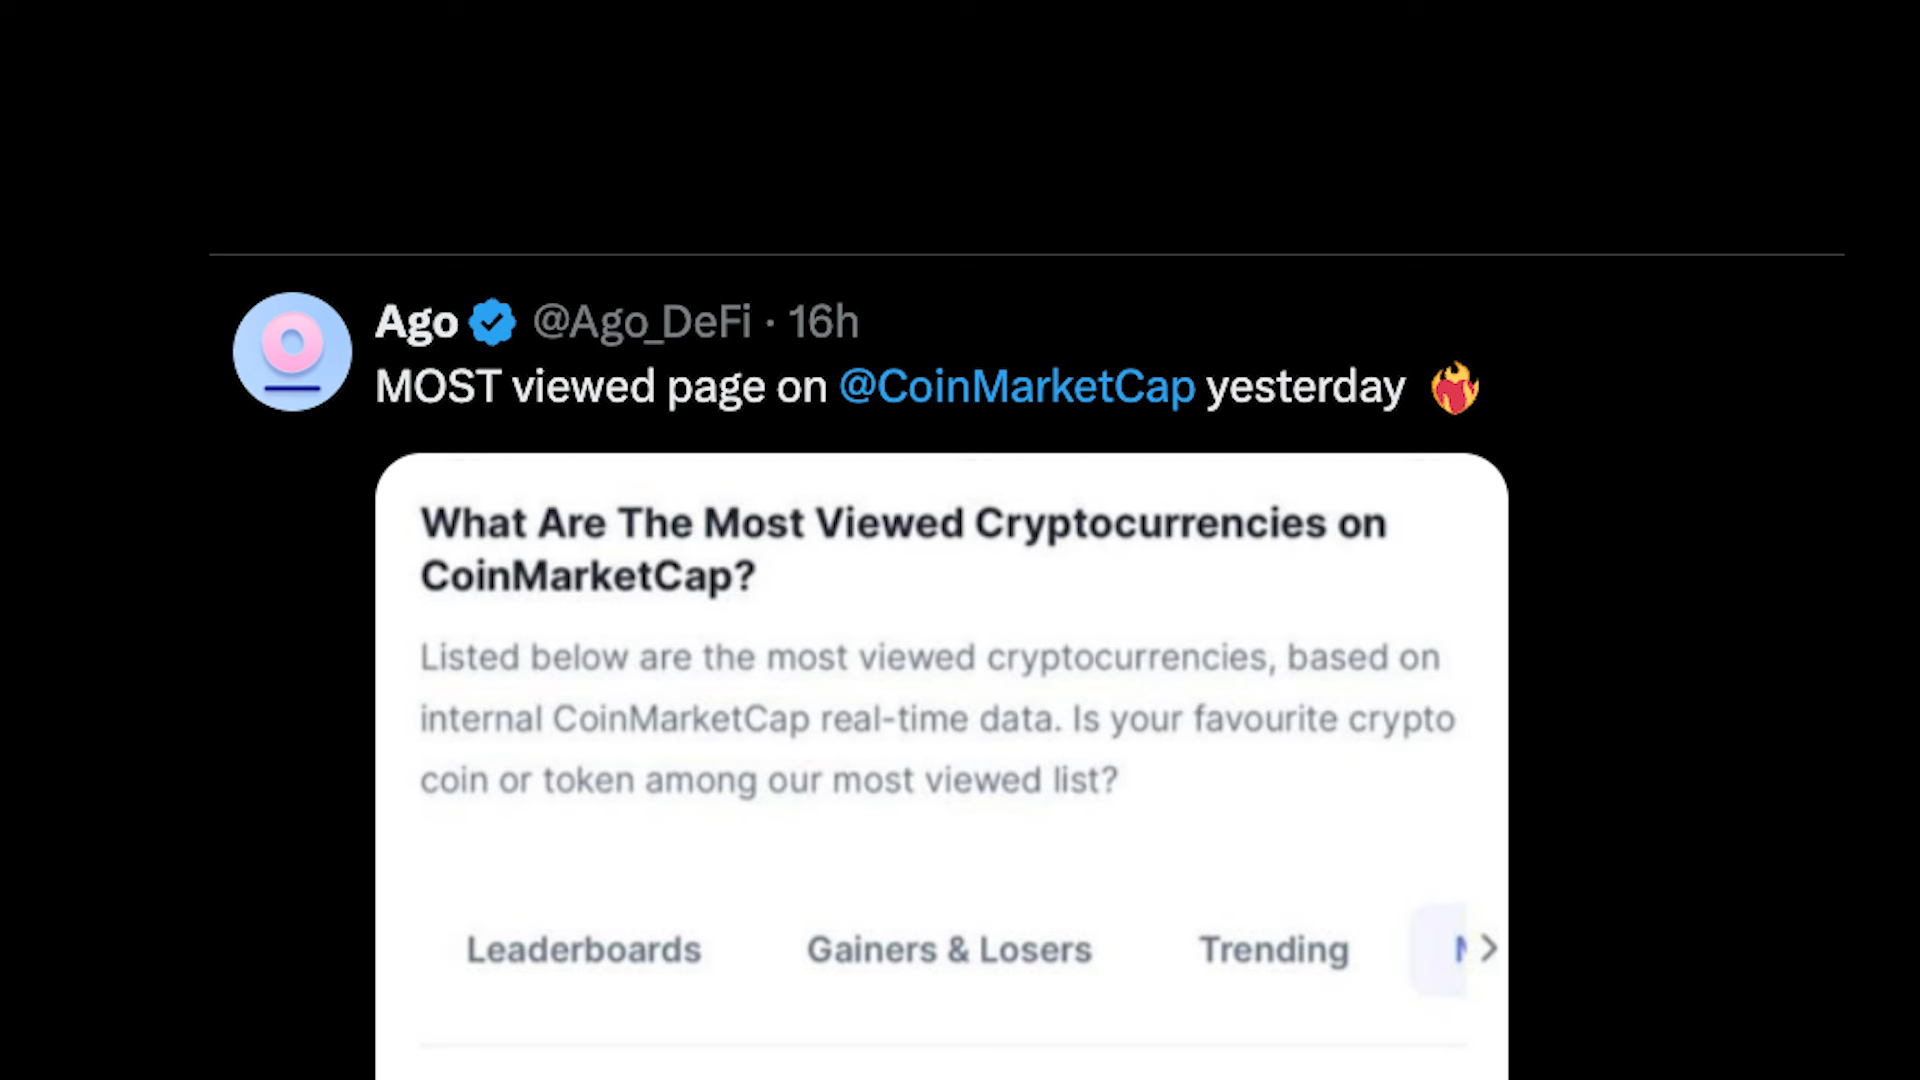 Ago @Ago_DeFi · 16h
MOST viewed page on @CoinMarketCap yesterday ❤️‍🔥
What Are The Most Viewed Cryptocurrencies on
CoinMarketCap?
Listed below are the most viewed cryptocurrencies, based on
internal CoinMarketCap real-time data. Is your favourite crypto
coin or token among our most viewed list?
Leaderboards Gainers & Losers Trending